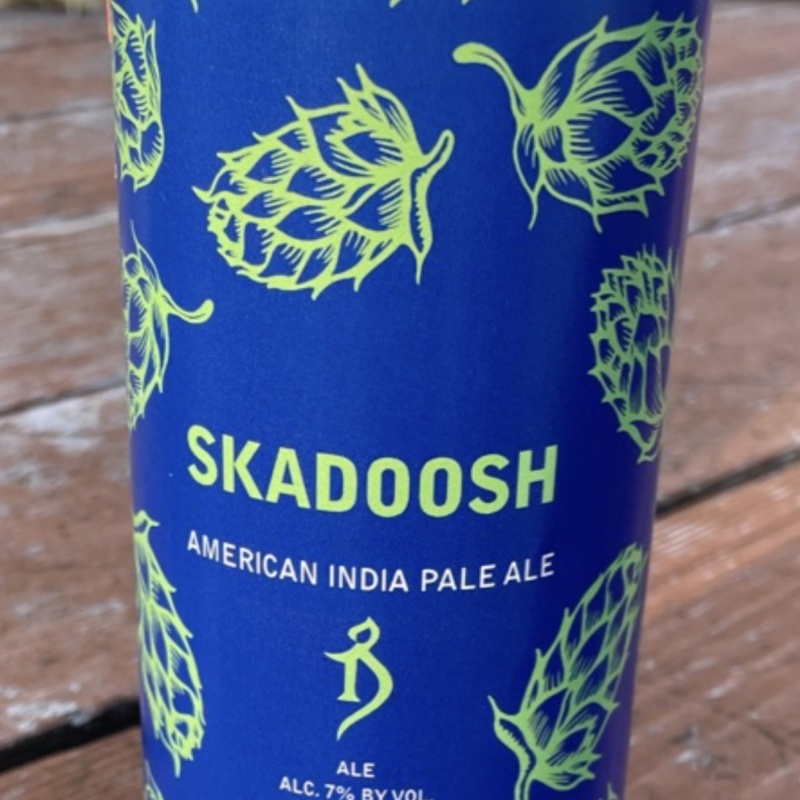 SKADOOSH
AMERICAN INDIA PALE ALE
ALE
ALC. 7% BY VOL.